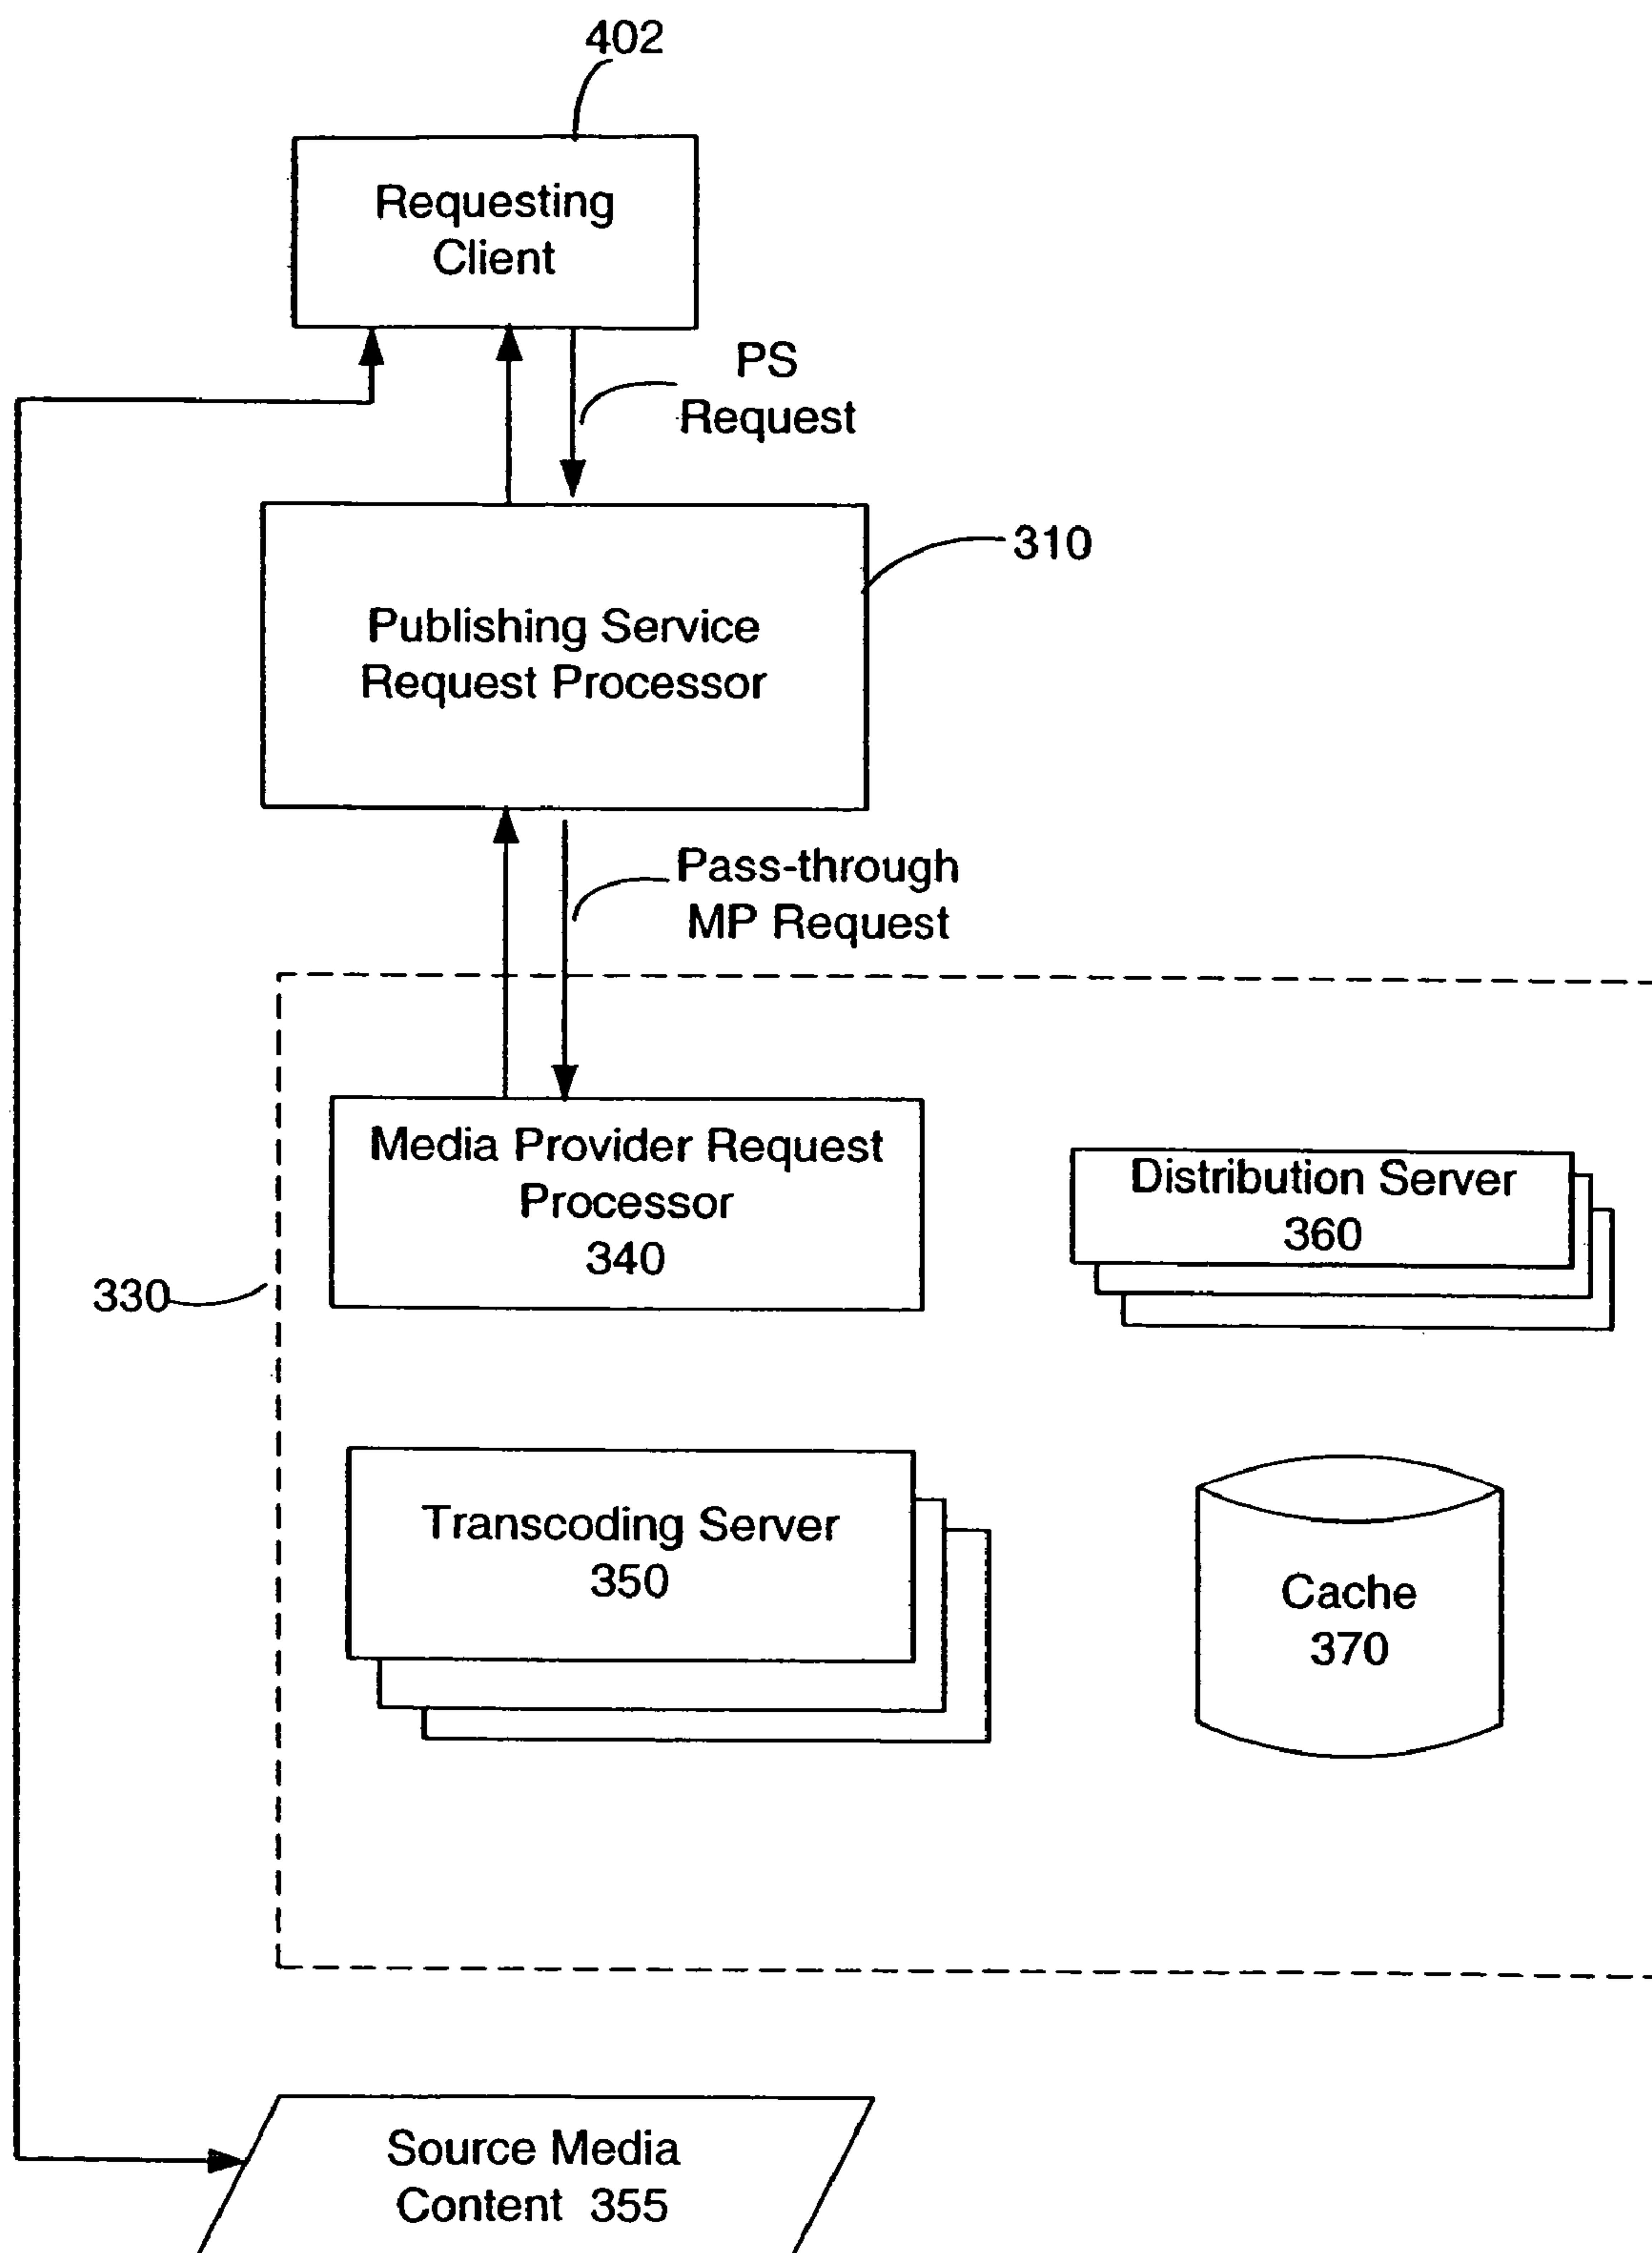 402
Requesting
Client
PS
Request
310
Publishing Service
Request Processor
Pass-through
MP Request
Media Provider Request
Processor
340
Distribution Server
360
330
Transcoding Server
350
Cache
370
Source Media
Content 355